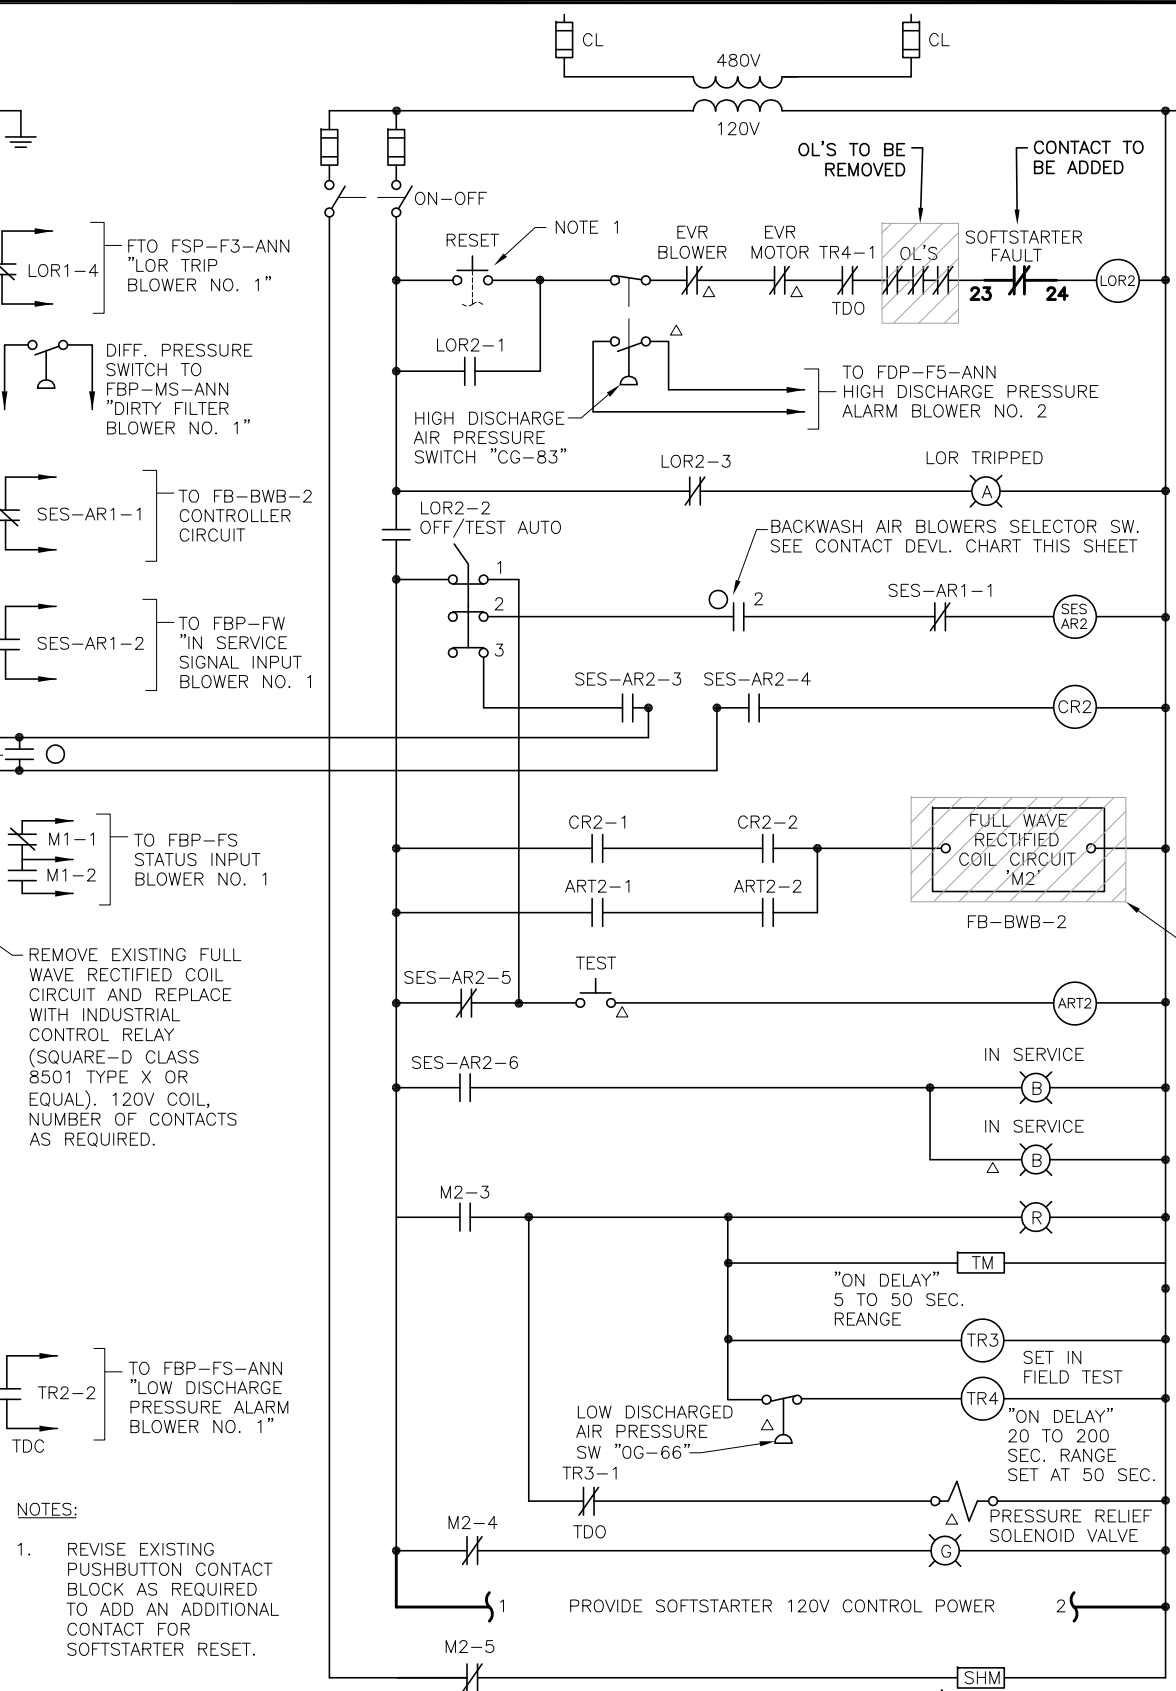 CL
CL
480V
120V
OL'S TO BE
REMOVED
CONTACT TO
BE ADDED
ON-OFF
NOTE 1
RESET
EVR
BLOWER
EVR
MOTOR
TR4-1
TDO
OL'S
SOFTSTARTER
FAULT
23
24
LOR2
LOR1-4
FTO FSP-F3-ANN
"LOR TRIP
BLOWER NO. 1"
LOR2-1
DIFF. PRESSURE
SWITCH TO
FBP-MS-ANN
"DIRTY FILTER
BLOWER NO. 1"
HIGH DISCHARGE
AIR PRESSURE
SWITCH "CG-83"
TO FDP-F5-ANN
HIGH DISCHARGE PRESSURE
ALARM BLOWER NO. 2
LOR2-3
LOR TRIPPED
A
SES-AR1-1
TO FB-BWB-2
CONTROLLER
CIRCUIT
LOR2-2
OFF/TEST AUTO
BACKWASH AIR BLOWERS SELECTOR SW.
SEE CONTACT DEVL. CHART THIS SHEET
1
2
3
2
SES-AR1-1
SES
AR2
SES-AR1-2
TO FBP-FW
"IN SERVICE
SIGNAL INPUT
BLOWER NO. 1
SES-AR2-3
SES-AR2-4
CR2
M1-1
M1-2
TO FBP-FS
STATUS INPUT
BLOWER NO. 1
CR2-1
CR2-2
ART2-1
ART2-2
FULL WAVE
RECTIFIED
COIL CIRCUIT
'M2'
FB-BWB-2
REMOVE EXISTING FULL
WAVE RECTIFIED COIL
CIRCUIT AND REPLACE
WITH INDUSTRIAL
CONTROL RELAY
(SQUARE-D CLASS
8501 TYPE X OR
EQUAL). 120V COIL,
NUMBER OF CONTACTS
AS REQUIRED.
SES-AR2-5
TEST
ART2
SES-AR2-6
IN SERVICE
B
IN SERVICE
B
M2-3
R
TM
"ON DELAY"
5 TO 50 SEC.
REANGE
TR3
SET IN
FIELD TEST
TR4
"ON DELAY"
20 TO 200
SEC. RANGE
SET AT 50 SEC.
LOW DISCHARGED
AIR PRESSURE
SW "OG-66"
TR2-2
TDC
TO FBP-FS-ANN
"LOW DISCHARGE
PRESSURE ALARM
BLOWER NO. 1"
TR3-1
TDO
PRESSURE RELIEF
SOLENOID VALVE
M2-4
G
1
PROVIDE SOFTSTARTER 120V CONTROL POWER
2
M2-5
SHM
NOTES:
1. REVISE EXISTING
PUSHBUTTON CONTACT
BLOCK AS REQUIRED
TO ADD AN ADDITIONAL
CONTACT FOR
SOFTSTARTER RESET.